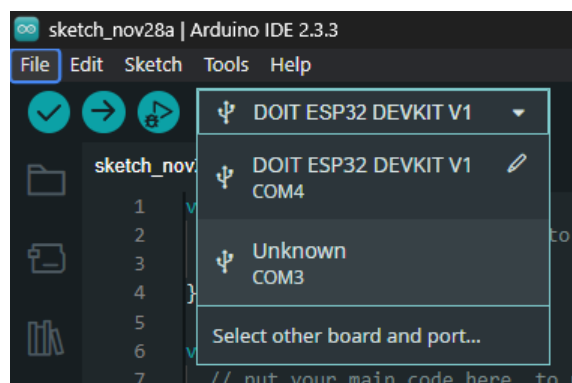 sketch_nov28a | Arduino IDE 2.3.3
File Edit Sketch Tools Help
DOIT ESP32 DEVKIT V1
sketch_nov
DOIT ESP32 DEVKIT V1
COM4
Unknown
COM3
Select other board and port...
1 v
2 to
3
4 }
5
6 v
7 // put your main code here, to